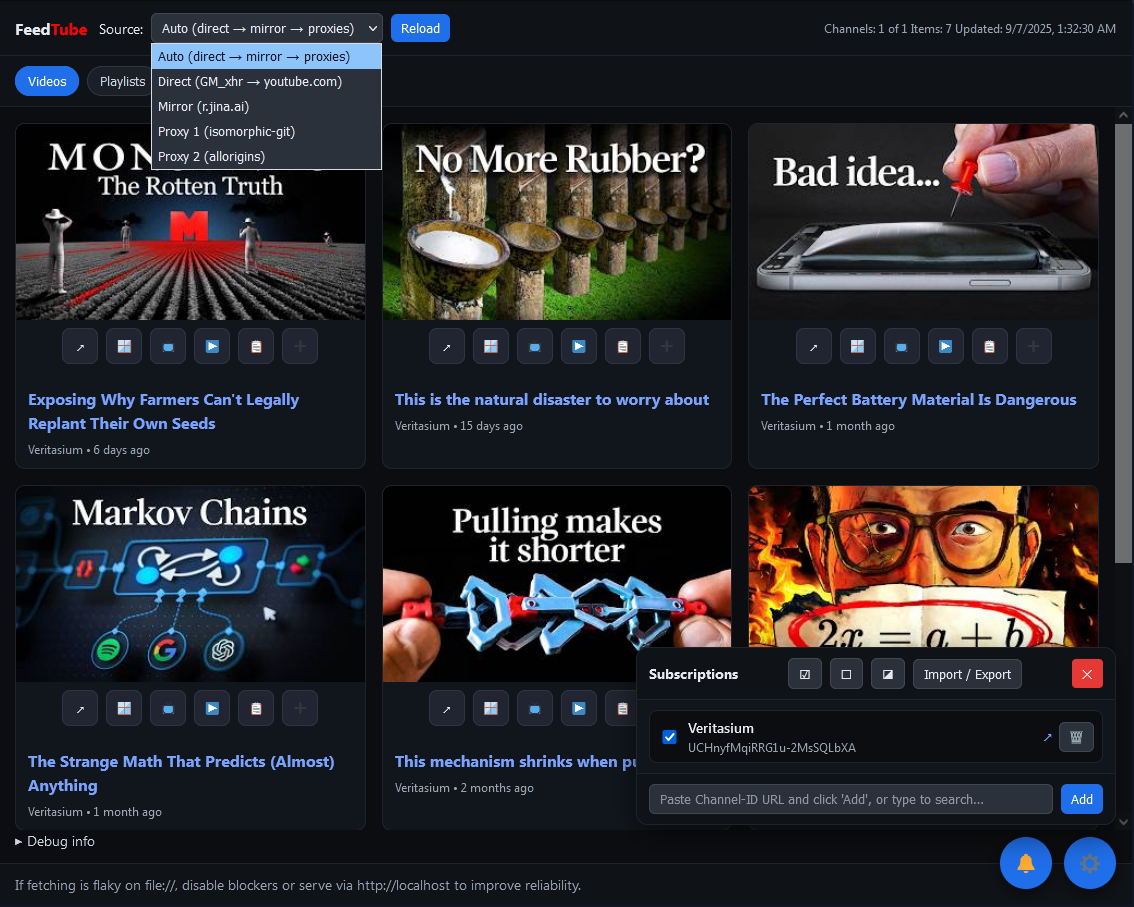 FeedTube Source: Auto (direct → mirror → proxies) Reload Channels: 1 of 1 Items: 7 Updated: 9/7/2025, 1:32:30 AM
Auto (direct → mirror → proxies)
Direct (GM_xhr → youtube.com)
Mirror (r.jina.ai)
Proxy 1 (isomorphic-git)
Proxy 2 (allorigins)
Videos Playlists
MON
The Rotten Truth
M
No More Rubber?
Bad idea...
Exposing Why Farmers Can't Legally
Replant Their Own Seeds
Veritasium • 6 days ago
This is the natural disaster to worry about
Veritasium • 15 days ago
The Perfect Battery Material Is Dangerous
Veritasium • 1 month ago
Markov Chains
Pulling makes
it shorter
2x = a + b
The Strange Math That Predicts (Almost)
Anything
Veritasium • 1 month ago
This mechanism shrinks when pu
Veritasium • 2 months ago
Subscriptions Import / Export
Veritasium
UCHnyfMqiRRG1u-2MsSQLbXA
Paste Channel-ID URL and click 'Add', or type to search... Add
Debug info
If fetching is flaky on file://, disable blockers or serve via http://localhost to improve reliability.